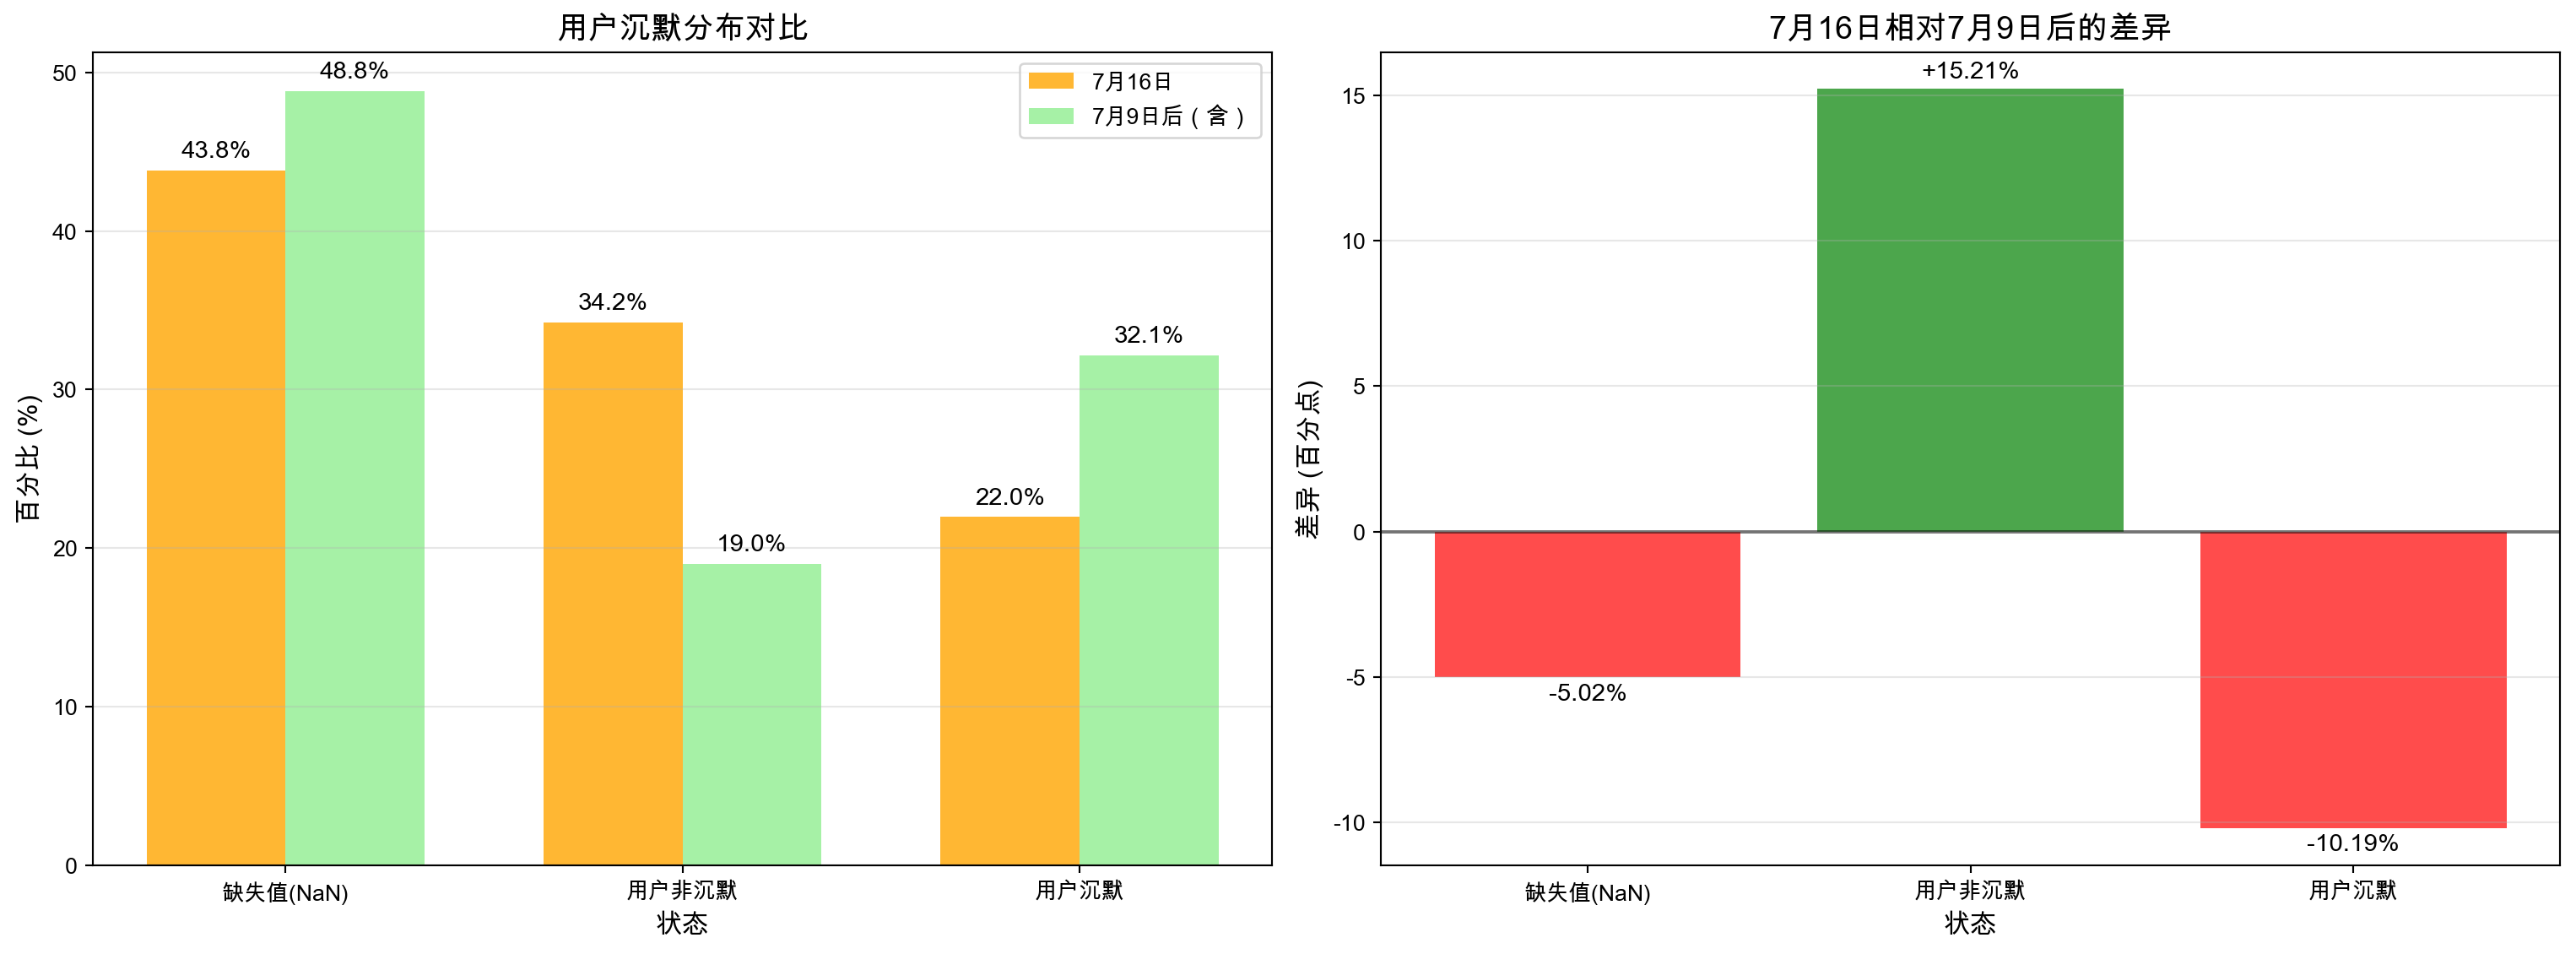 用户沉默分布对比
百分比 (%)
50
40
30
20
10
0
43.8%
48.8%
34.2%
19.0%
22.0%
32.1%
7月16日
7月9日后（含）
缺失值(NaN)
用户非沉默
用户沉默
状态
7月16日相对7月9日后的差异
差异 (百分点)
15
10
5
0
-5
-10
-5.02%
+15.21%
-10.19%
缺失值(NaN)
用户非沉默
用户沉默
状态